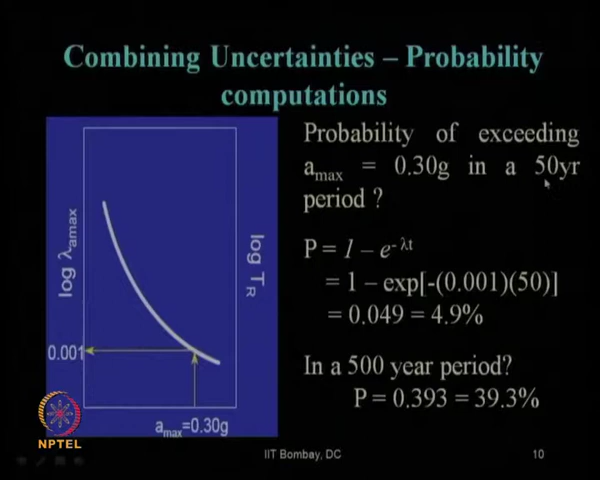 Combining Uncertainties – Probability
computations
Probability of exceeding
amax = 0.30g in a 50yr
period ?
P = 1 – e-λt
= 1 – exp[-(0.001)(50)]
= 0.049 = 4.9%
In a 500 year period?
P = 0.393 = 39.3%
log λamax
log TR
0.001
amax=0.30g
NPTEL
IIT Bombay, DC
10